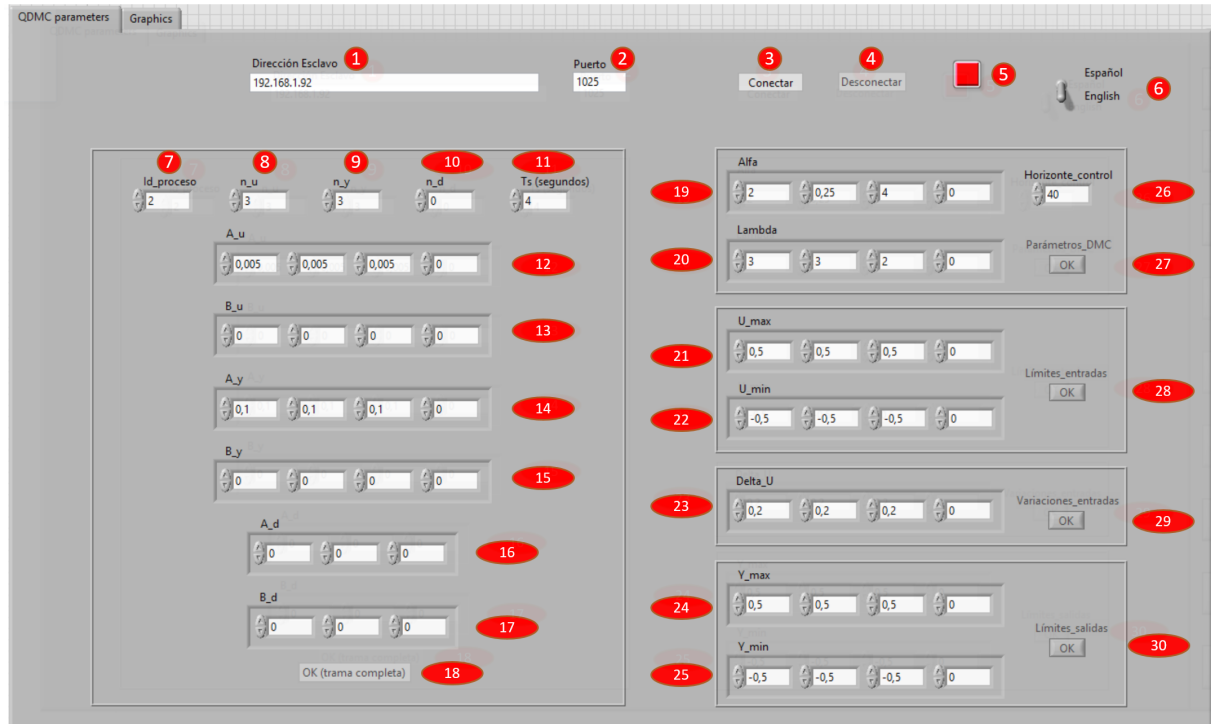 QDMC parameters Graphics
Dirección Esclavo 1 Puerto 2 3 4 5 Español
192.168.1.92 1025 Conectar Desconectar English 6
7 8 9 10 11
Id_proceso n_u n_y n_d Ts (segundos)
2 3 3 0 4
A_u
0,005 0,005 0,005 0 12
B_u
0 0 0 0 13
A_y
0,1 0,1 0,1 0 14
B_y
0 0 0 0 15
A_d
0 0 0 16
B_d
0 0 0 17
OK (trama completa) 18
Alfa Horizonte_control
19 2 0,25 4 0 40 26
Lambda Parámetros_DMC
20 3 3 2 0 OK 27
U_max
21 0,5 0,5 0,5 0
Límites_entradas
U_min OK 28
22 -0,5 -0,5 -0,5 0
Delta_U Variaciones_entradas
23 0,2 0,2 0,2 0 OK 29
Y_max
24 0,5 0,5 0,5 0
Límites_salidas
Y_min OK 30
25 -0,5 -0,5 -0,5 0